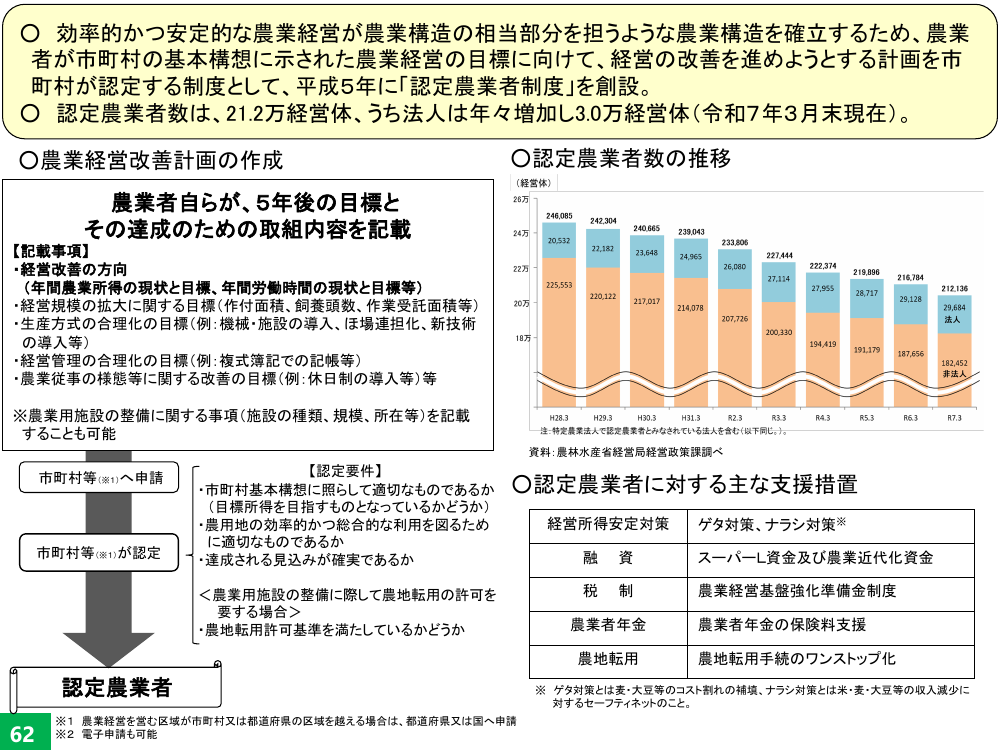 〇　効率的かつ安定的な農業経営が農業構造の相当部分を担うような農業構造を確立するため、農業
者が市町村の基本構想に示された農業経営の目標に向けて、経営の改善を進めようとする計画を市
町村が認定する制度として、平成５年に「認定農業者制度」を創設。
〇　認定農業者数は、21.2万経営体、うち法人は年々増加し3.0万経営体（令和７年３月末現在）。
〇農業経営改善計画の作成
農業者自らが、５年後の目標と
その達成のための取組内容を記載
【記載事項】
・経営改善の方向
（年間農業所得の現状と目標、年間労働時間の現状と目標等）
・経営規模の拡大に関する目標（作付面積、飼養頭数、作業受託面積等）
・生産方式の合理化の目標（例：機械・施設の導入、ほ場連担化、新技術
の導入等）
・経営管理の合理化の目標（例：複式簿記での記帳等）
・農業従事の様態等に関する改善の目標（例：休日制の導入等）等
※農業用施設の整備に関する事項（施設の種類、規模、所在等）を記載
することも可能
市町村等（※1）へ申請
市町村等（※1）が認定
【認定要件】
・市町村基本構想に照らして適切なものであるか
（目標所得を目指すものとなっているかどうか）
・農用地の効率的かつ総合的な利用を図るため
に適切なものであるか
・達成される見込みが確実であるか
＜農業用施設の整備に際して農地転用の許可を
要する場合＞
・農地転用許可基準を満たしているかどうか
認定農業者
〇認定農業者数の推移
（経営体）
26万
24万
22万
20万
18万
246,085
242,304
240,665
239,043
233,806
227,444
222,374
219,896
216,784
212,136
20,532
22,182
23,648
24,965
26,080
27,114
27,955
28,717
29,128
29,684
法人
225,553
220,122
217,017
214,078
207,726
200,330
194,419
191,179
187,656
182,452
非法人
H28.3
H29.3
H30.3
H31.3
R2.3
R3.3
R4.3
R5.3
R6.3
R7.3
注：特定農業法人で認定農業者とみなされている法人を含む（以下同じ。）。
資料：農林水産省経営局経営政策課調べ
〇認定農業者に対する主な支援措置
経営所得安定対策　ゲタ対策、ナラシ対策※
融　資　スーパーＬ資金及び農業近代化資金
税　制　農業経営基盤強化準備金制度
農業者年金　農業者年金の保険料支援
農地転用　農地転用手続のワンストップ化
※　ゲタ対策とは麦・大豆等のコスト割れの補填、ナラシ対策とは米・麦・大豆等の収入減少に
対するセーフティネットのこと。
※１　農業経営を営む区域が市町村又は都道府県の区域を越える場合は、都道府県又は国へ申請
※２　電子申請も可能
62